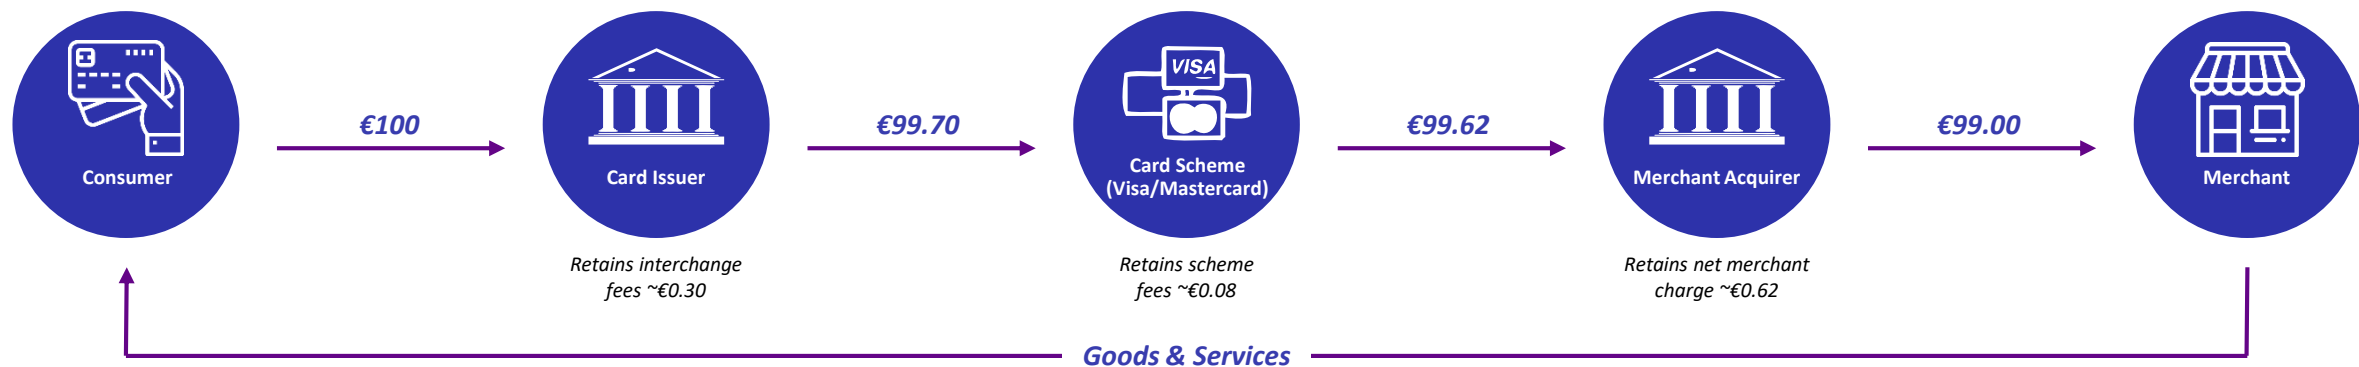 €100
€99.70
€99.62
€99.00
VISA
Consumer
Card Issuer
Card Scheme
(Visa/Mastercard)
Merchant Acquirer
Merchant
Retains interchange
fees ~€0.30
Retains scheme
fees ~€0.08
Retains net merchant
charge ~€0.62
Goods & Services